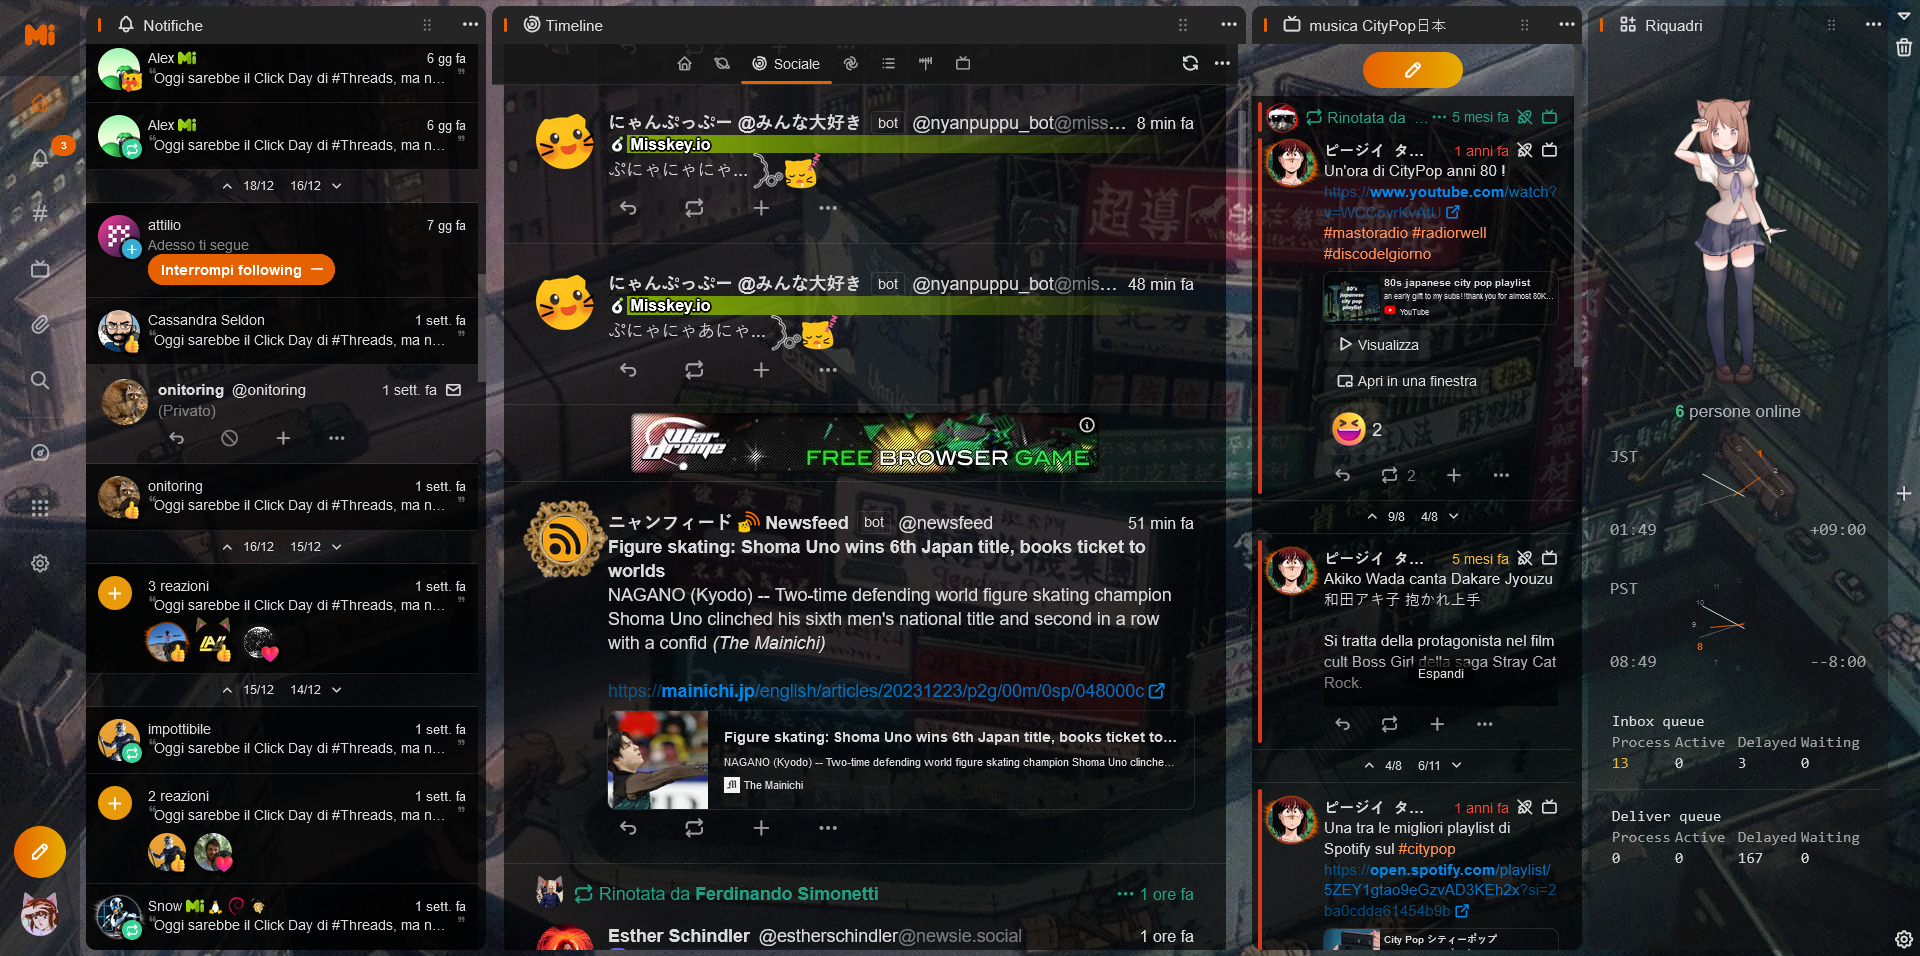 Notifiche
Alex
6 gg fa
Oggi sarebbe il Click Day di #Threads, ma n…
Alex
6 gg fa
Oggi sarebbe il Click Day di #Threads, ma n…
18/12 16/12
attilio
7 gg fa
Adesso ti segue
Interrompi following
Cassandra Seldon
1 sett. fa
Oggi sarebbe il Click Day di #Threads, ma n…
onitoring @onitoring
1 sett. fa
(Privato)
onitoring
1 sett. fa
Oggi sarebbe il Click Day di #Threads, ma n…
16/12 15/12
3 reazioni
1 sett. fa
Oggi sarebbe il Click Day di #Threads, ma n…
15/12 14/12
impottibile
1 sett. fa
Oggi sarebbe il Click Day di #Threads, ma n…
2 reazioni
1 sett. fa
Oggi sarebbe il Click Day di #Threads, ma n…
Snow
1 sett. fa
Oggi sarebbe il Click Day di #Threads, ma n…
3
Timeline
Sociale
にゃんぷっぷー @みんな大好き bot @nyanpuppu_bot@miss… 8 min fa
Misskey.io
ぷにゃにゃにゃ…
にゃんぷっぷー @みんな大好き bot @nyanpuppu_bot@mis… 48 min fa
Misskey.io
ぷにゃにゃあにゃ…
War Drome
FREE BROWSER GAME
ニャンフィード Newsfeed bot @newsfeed 51 min fa
Figure skating: Shoma Uno wins 6th Japan title, books ticket to
worlds
NAGANO (Kyodo) -- Two-time defending world figure skating champion
Shoma Uno clinched his sixth men's national title and second in a row
with a confid (The Mainichi)
https://mainichi.jp/english/articles/20231223/p2g/00m/0sp/048000c
Figure skating: Shoma Uno wins 6th Japan title, books ticket to…
NAGANO (Kyodo) -- Two-time defending world figure skating champion Shoma Uno clinche…
The Mainichi
Rinotata da Ferdinando Simonetti
1 ore fa
Esther Schindler @estherschindler@newsie.social 1 ore fa
musica CityPop日本
Rinotata da … 5 mesi fa
ピージイ タ… 1 anni fa
Un'ora di CityPop anni 80 !
https://www.youtube.com/watch?
v=WCCovrKvAtU
#mastoradio #radiorwell
#discodelgiorno
80's japanese city pop playlist
80s japanese city pop playlist
an early gift to my subs!!thank you for almost 80K…
YouTube
Visualizza
Apri in una finestra
2
2
9/8 4/8
ピージイ タ… 5 mesi fa
Akiko Wada canta Dakare Jyouzu
和田アキ子 抱かれ上手
Si tratta della protagonista nel film
cult Boss Girl della saga Stray Cat
Rock.
Espandi
4/8 6/11
ピージイ タ… 1 anni fa
Una tra le migliori playlist di
Spotify sul #citypop
https://open.spotify.com/playlist/
5ZEY1gtao9eGzvAD3KEh2x?si=2
ba0cdda61454b9b
City Pop シティーポップ
Riquadri
6 persone online
JST
01:49 +09:00
PST
08:49 --8:00
Inbox queue
Process Active Delayed Waiting
13 0 3 0
Deliver queue
Process Active Delayed Waiting
0 0 167 0